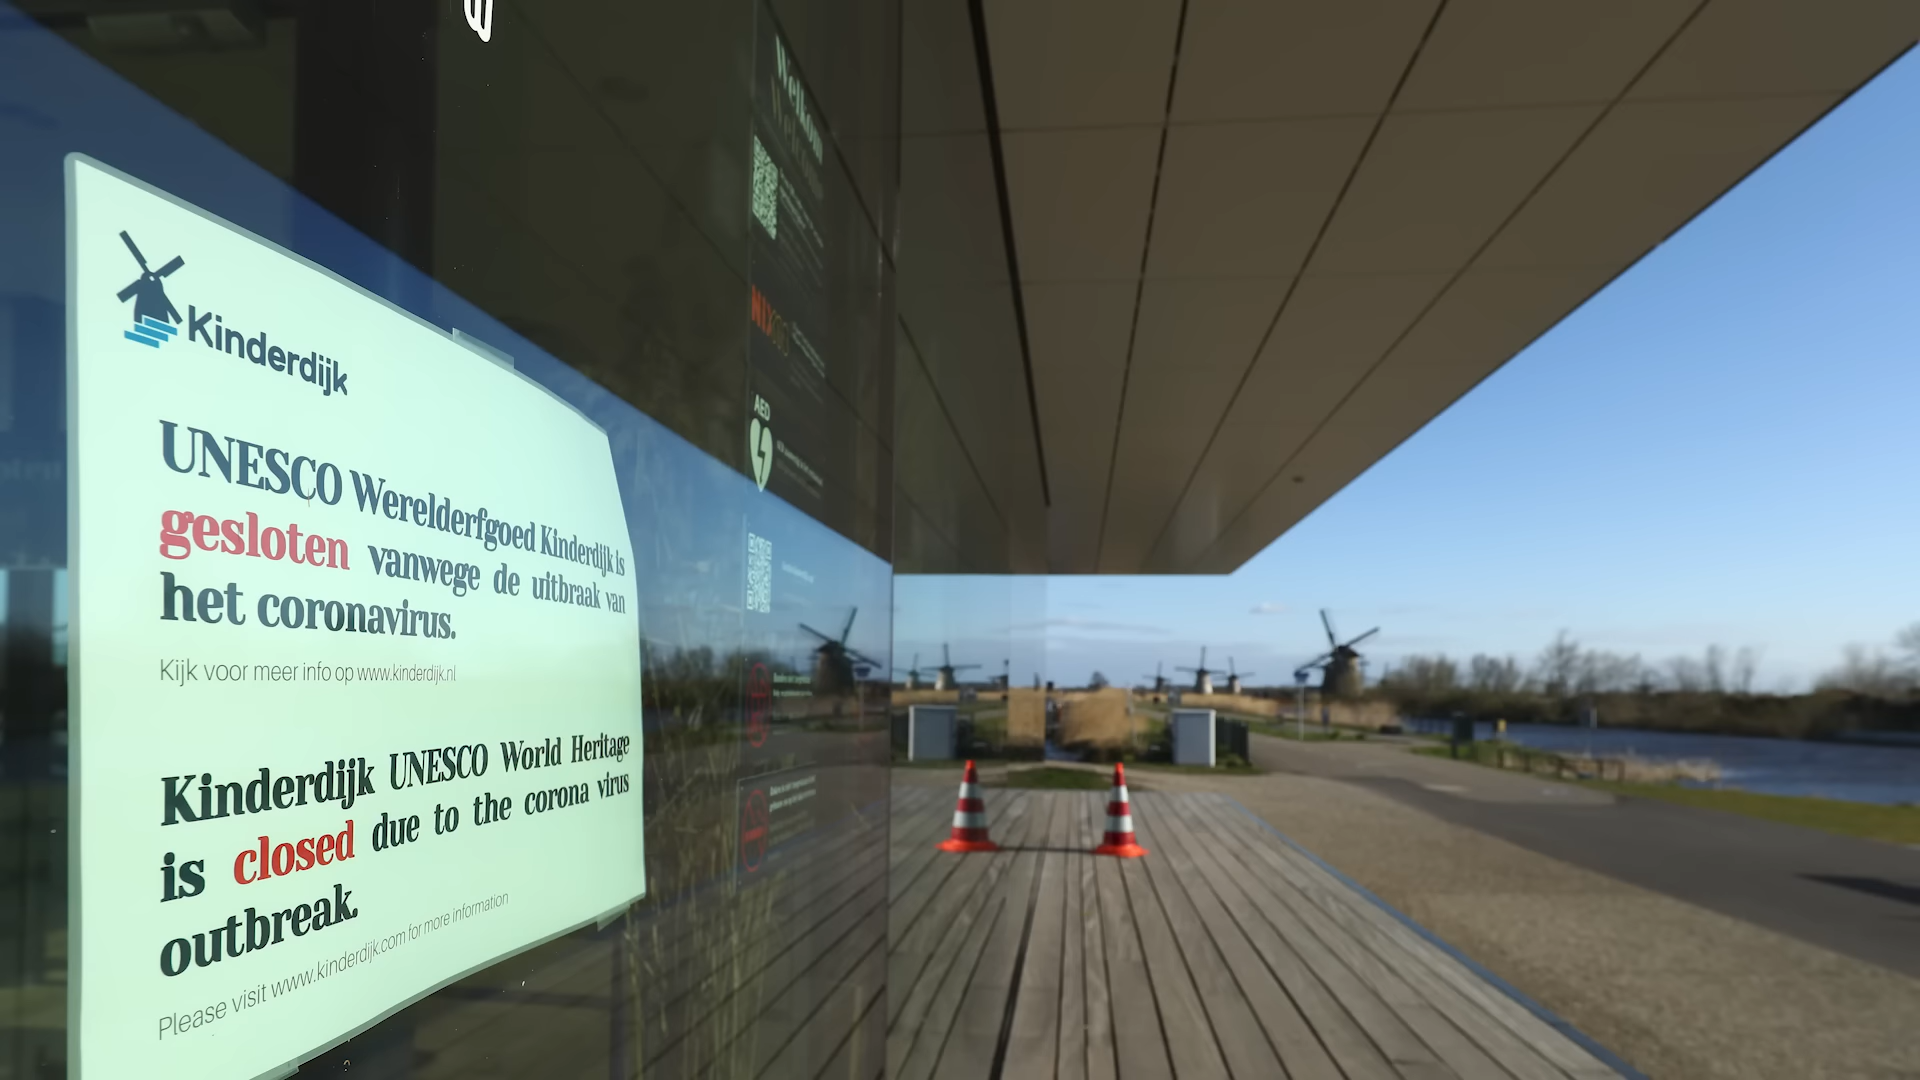 Kinderdijk
UNESCO Werelderfgoed Kinderdijk is
gesloten vanwege de uitbraak van
het coronavirus.
Kijk voor meer info op www.kinderdijk.nl
Kinderdijk UNESCO World Heritage
is closed due to the corona virus
outbreak.
Please visit www.kinderdijk.com for more information
Welkom
Welcome
AED